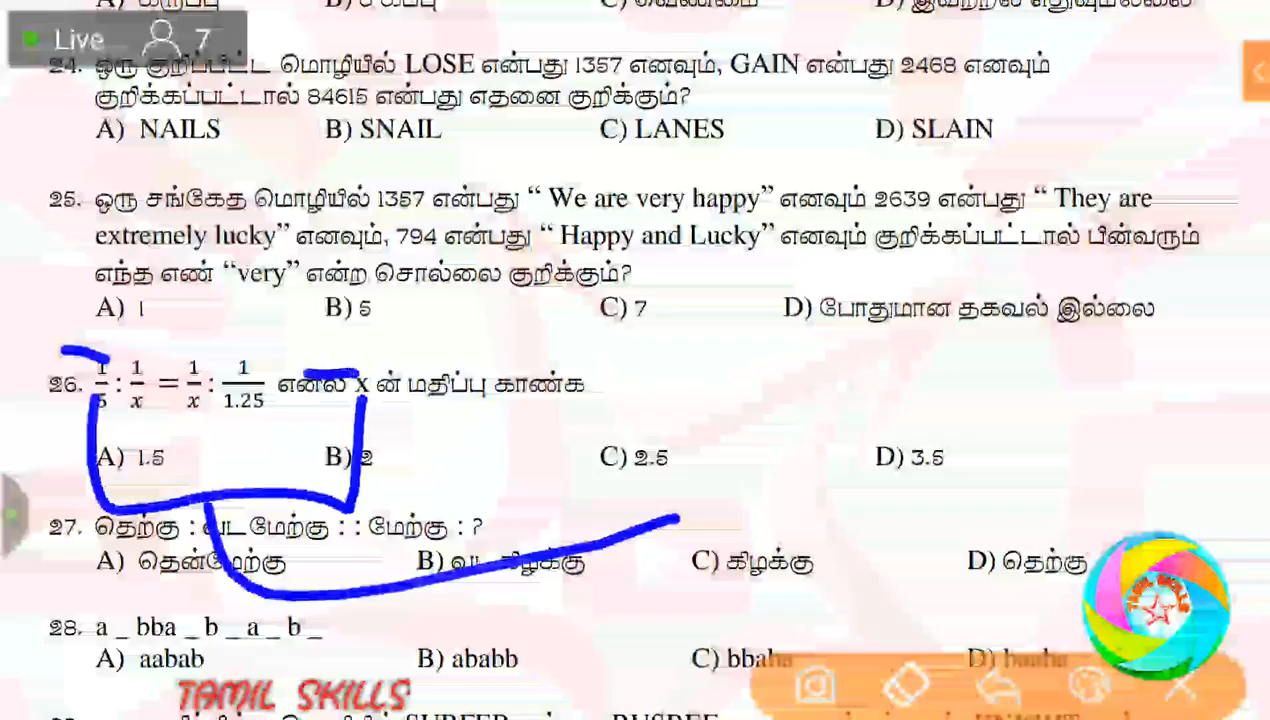 Live 7
24. ஒரு குறிப்பிட்ட மொழியில் LOSE என்பது 1357 எனவும், GAIN என்பது 2468 எனவும்
குறிக்கப்பட்டால் 84615 என்பது எதனை குறிக்கும்?
A) NAILS B) SNAIL C) LANES D) SLAIN
25. ஒரு சங்கேத மொழியில் 1357 என்பது “ We are very happy” எனவும் 2639 என்பது “ They are
extremely lucky” எனவும், 794 என்பது “ Happy and Lucky” எனவும் குறிக்கப்பட்டால் பின்வரும்
எந்த எண் “very” என்ற சொல்லை குறிக்கும்?
A) 1 B) 5 C) 7 D) போதுமான தகவல் இல்லை
26. 1/5 : 1/x = 1/x : 1/1.25 எனில் x ன் மதிப்பு காண்க
A) 1.5 B) 2 C) 2.5 D) 3.5
27. தெற்கு : வடமேற்கு : : மேற்கு : ?
A) தென்மேற்கு B) வடகிழக்கு C) கிழக்கு D) தெற்கு
28. a _ bba _ b _ a _ b _
A) aabab B) ababb C) bbaba D) baaba
TAMIL SKILLS